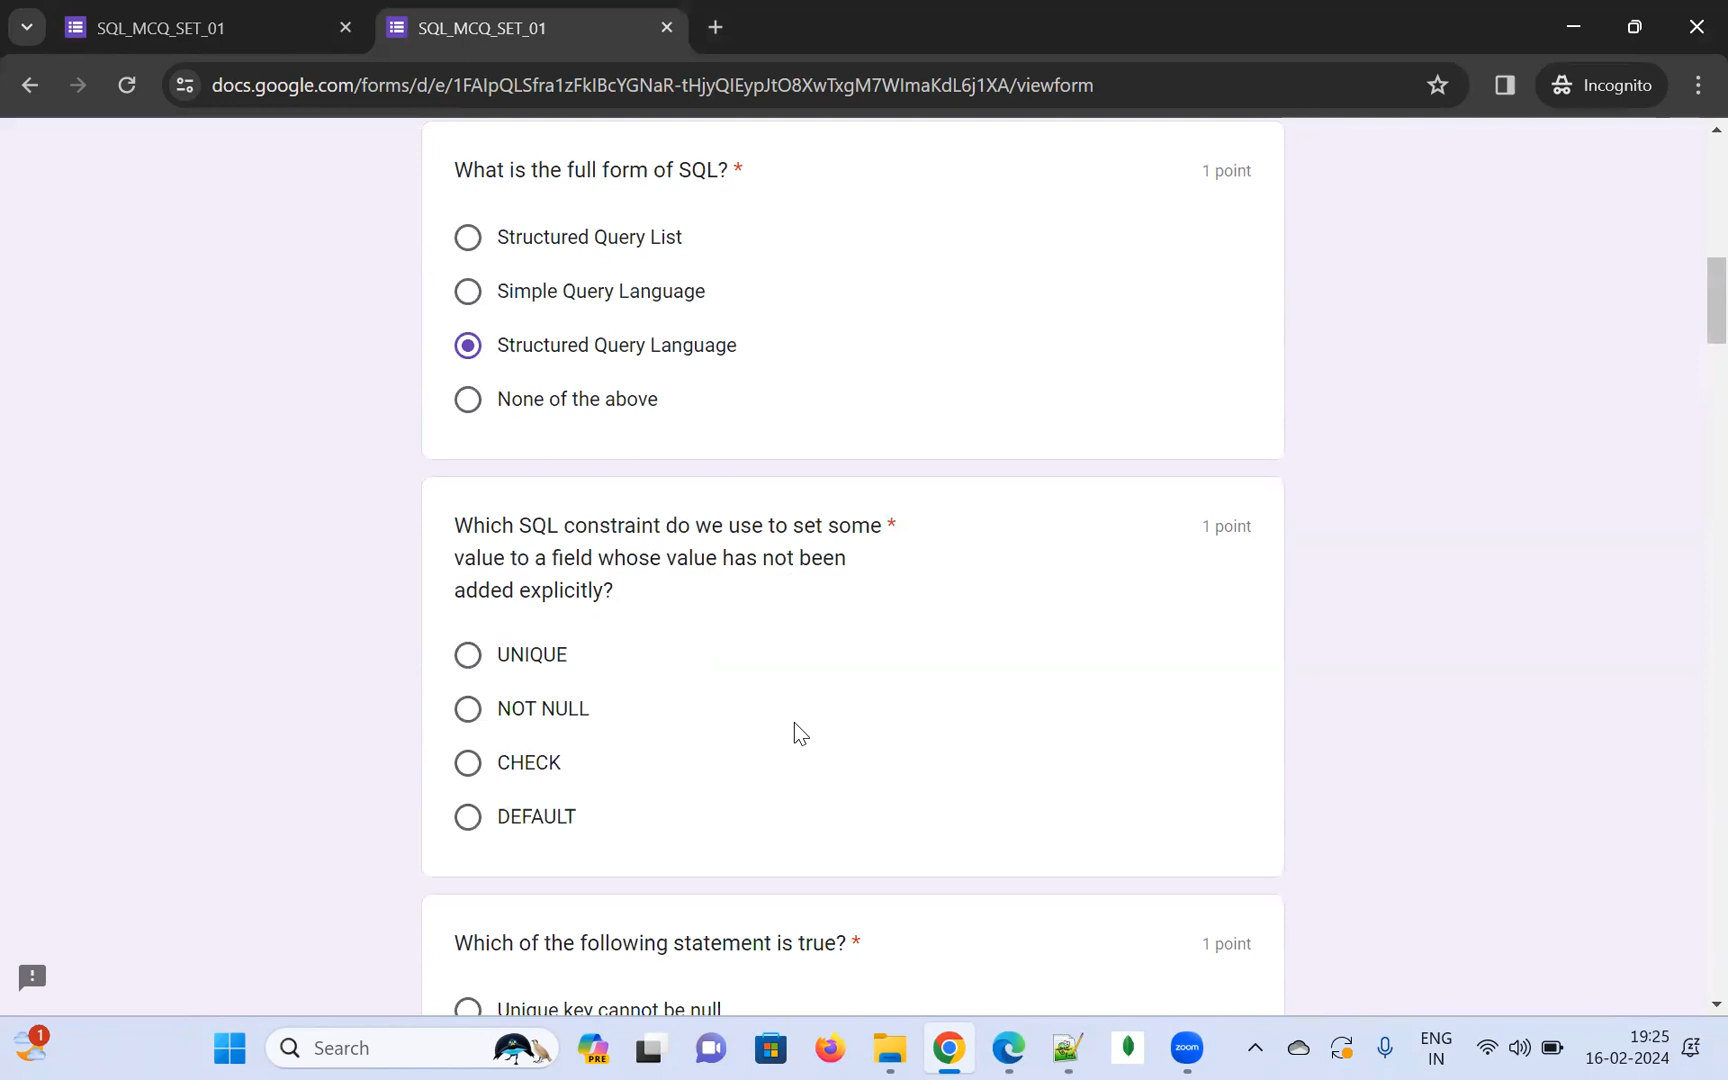 SQL_MCQ_SET_01
SQL_MCQ_SET_01
docs.google.com/forms/d/e/1FAIpQLSfra1zFkIBcYGNaR-tHjyQIEypJtO8XwTxgM7WImaKdL6j1XA/viewform
Incognito
What is the full form of SQL? *
1 point
Structured Query List
Simple Query Language
Structured Query Language
None of the above
Which SQL constraint do we use to set some *
1 point
value to a field whose value has not been
added explicitly?
UNIQUE
NOT NULL
CHECK
DEFAULT
Which of the following statement is true? *
1 point
Unique key cannot be null
1
Search
PRE
zoom
ENG
IN
19:25
16-02-2024